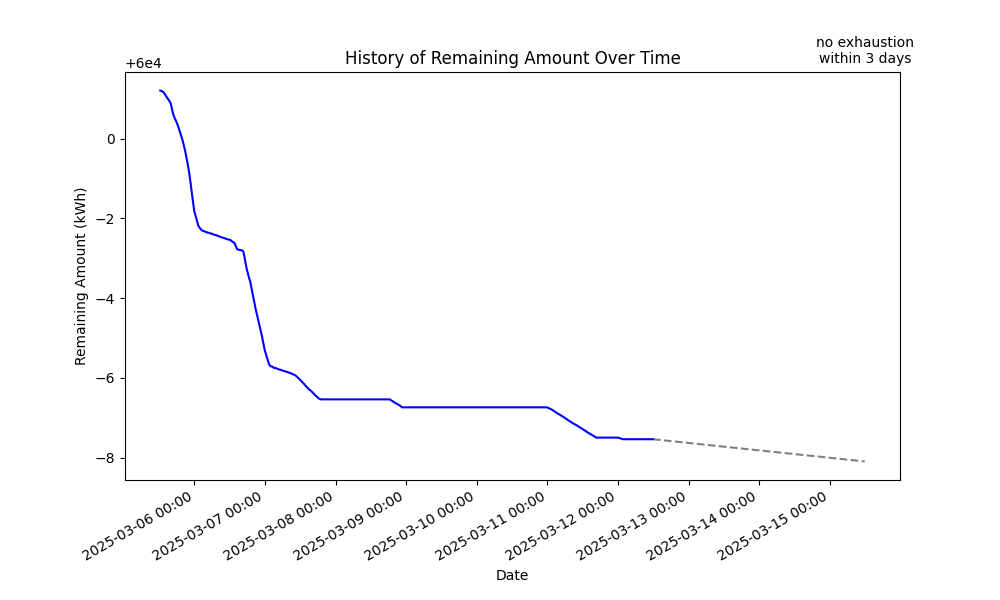 no exhaustion
within 3 days
History of Remaining Amount Over Time
+6e4
0
−2
−4
−6
−8
Remaining Amount (kWh)
2025-03-06 00:00
2025-03-07 00:00
2025-03-08 00:00
2025-03-09 00:00
2025-03-10 00:00
2025-03-11 00:00
2025-03-12 00:00
2025-03-13 00:00
2025-03-14 00:00
2025-03-15 00:00
Date